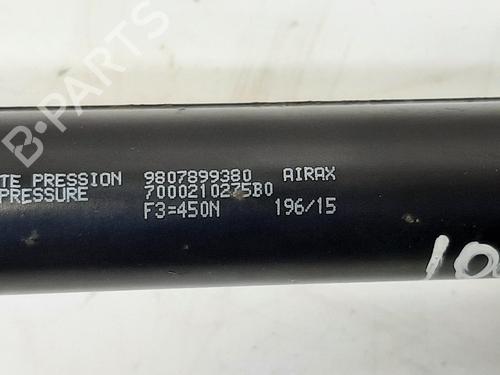 B-PARTS
TE PRESSION 9807899380 AIRAX
PRESSURE 7000210275B0
F3=450N 196/15